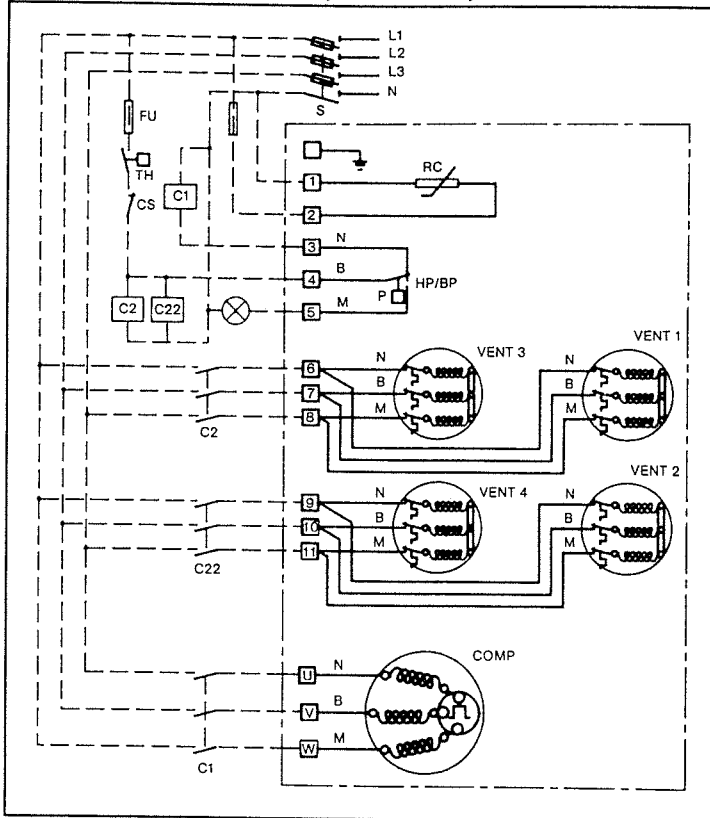 L1
L2
L3
N
S
FU
TH
CS
C1
RC
1
2
3 N
4 B HP/BP
P
5 M
C2 C22
VENT 3 VENT 1
6 N N
7 B B
8 M M
C2
VENT 4 VENT 2
9 N N
10 B B
11 M M
C22
COMP
U N
V B
W M
C1